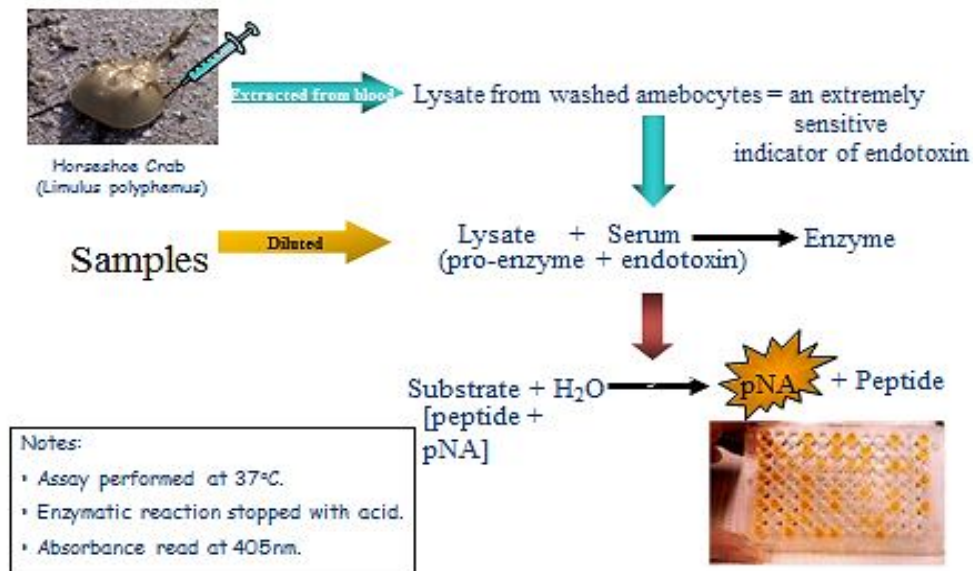 Extracted from blood
Lysate from washed amebocytes = an extremely
sensitive
indicator of endotoxin
Horseshoe Crab
(Limulus polyphemus)
Samples
Diluted
Lysate + Serum
(pro-enzyme + endotoxin)
Enzyme
Substrate + H₂O
[peptide +
pNA]
pNA
+ Peptide
Notes:
• Assay performed at 37°C.
• Enzymatic reaction stopped with acid.
• Absorbance read at 405nm.